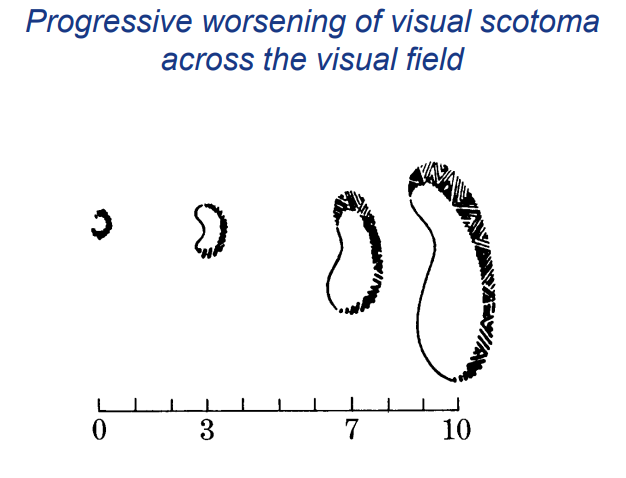 Progressive worsening of visual scotoma
across the visual field
0 3 7 10